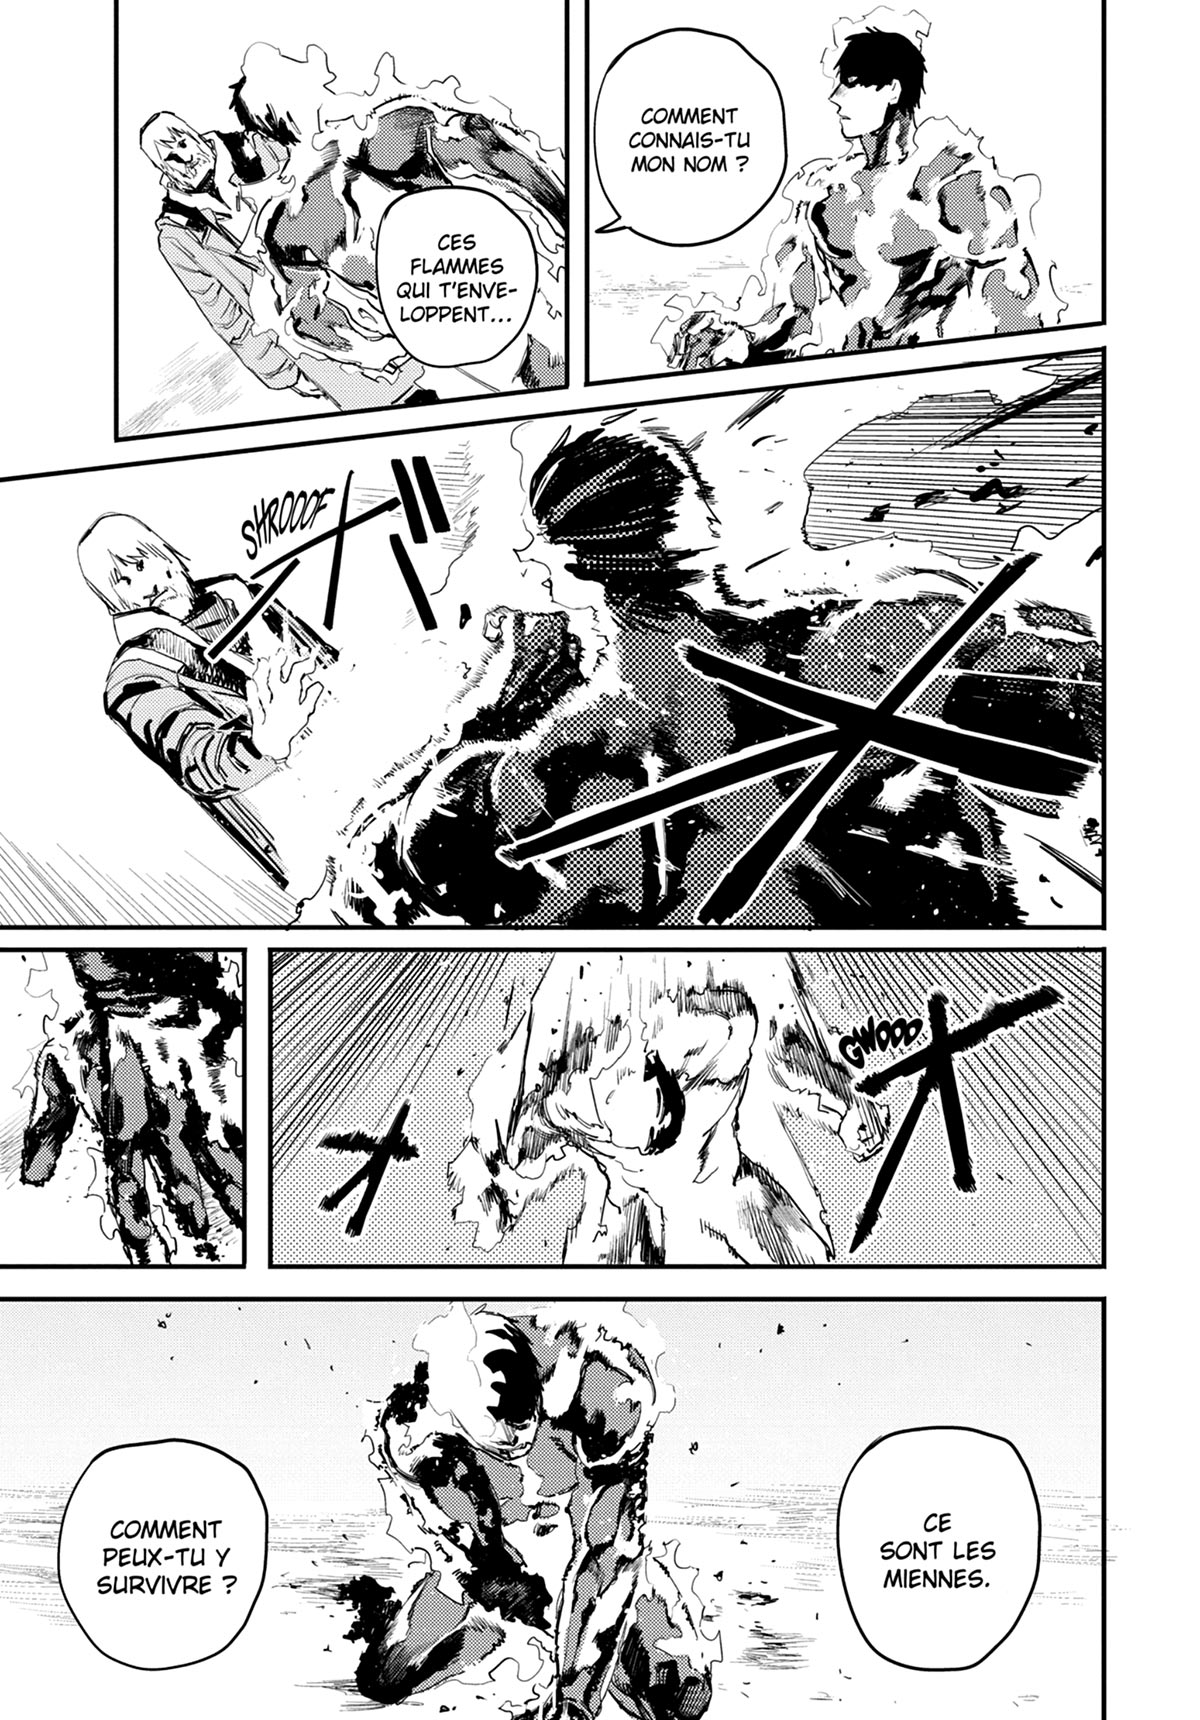 COMMENT
CONNAIS-TU
MON NOM ?
CES
FLAMMES
QUI T'ENVE-
LOPPENT...
SHROOOF
GWOOO
CE
SONT LES
MIENNES.
COMMENT
PEUX-TU Y
SURVIVRE ?